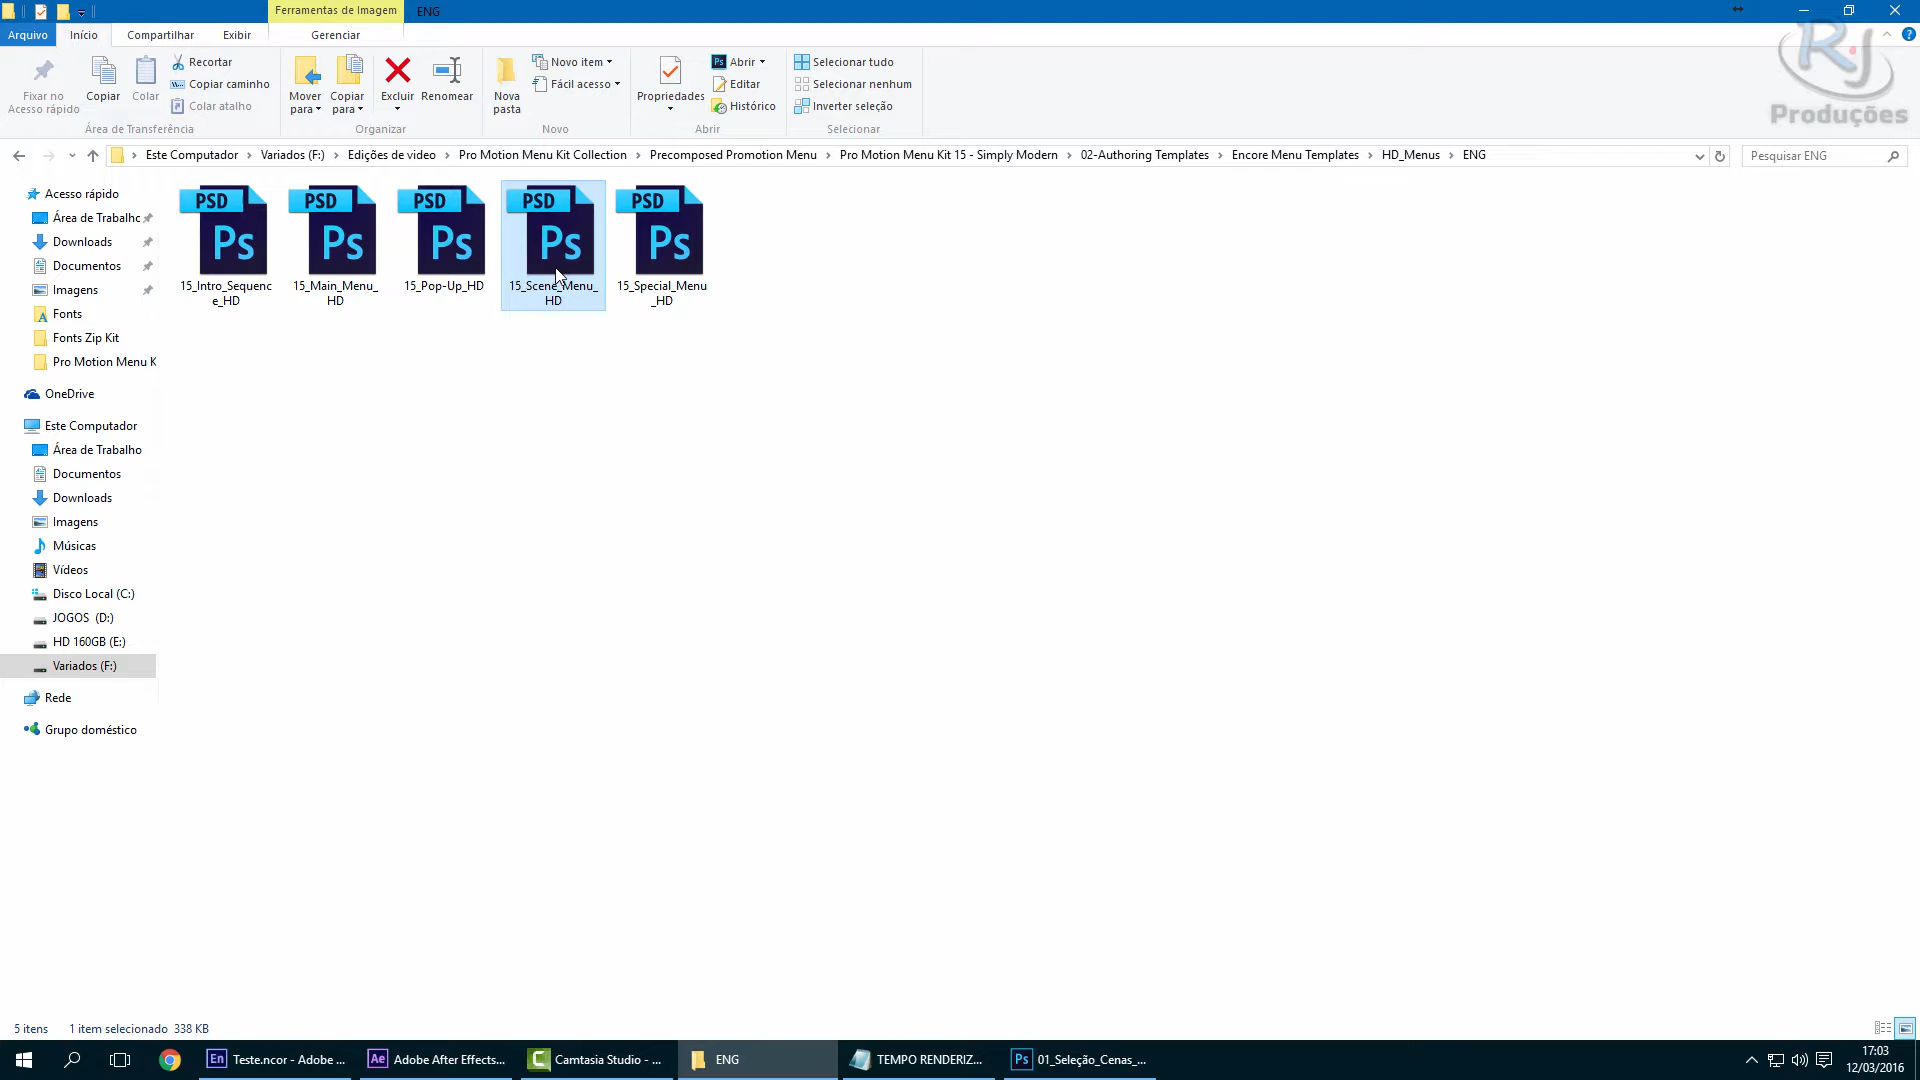 Ferramentas de Imagem
ENG
Arquivo
Início
Compartilhar
Exibir
Gerenciar
Fixar no
Acesso rápido
Copiar
Colar
Recortar
Copiar caminho
Colar atalho
Área de Transferência
Mover
para
Copiar
para
Excluir
Renomear
Organizar
Nova
pasta
Novo item
Fácil acesso
Novo
Propriedades
Abrir
Editar
Histórico
Abrir
Selecionar tudo
Selecionar nenhum
Inverter seleção
Selecionar
RJ
Produções
Este Computador
Variados (F:)
Edições de video
Pro Motion Menu Kit Collection
Precomposed Promotion Menu
Pro Motion Menu Kit 15 - Simply Modern
02-Authoring Templates
Encore Menu Templates
HD_Menus
ENG
Pesquisar ENG
Acesso rápido
Área de Trabalho
Downloads
Documentos
Imagens
Fonts
Fonts Zip Kit
Pro Motion Menu K
OneDrive
Este Computador
Área de Trabalho
Documentos
Downloads
Imagens
Músicas
Vídeos
Disco Local (C:)
JOGOS (D:)
HD 160GB (E:)
Variados (F:)
Rede
Grupo doméstico
PSD
Ps
15_Intro_Sequenc
e_HD
PSD
Ps
15_Main_Menu_
HD
PSD
Ps
15_Pop-Up_HD
PSD
Ps
15_Scene_Menu_
HD
PSD
Ps
15_Special_Menu
_HD
5 itens
1 item selecionado 338 KB
En
Teste.ncor - Adobe ...
Ae
Adobe After Effects...
Camtasia Studio - ...
ENG
TEMPO RENDERIZ...
Ps
01_Seleção_Cenas_...
17:03
12/03/2016